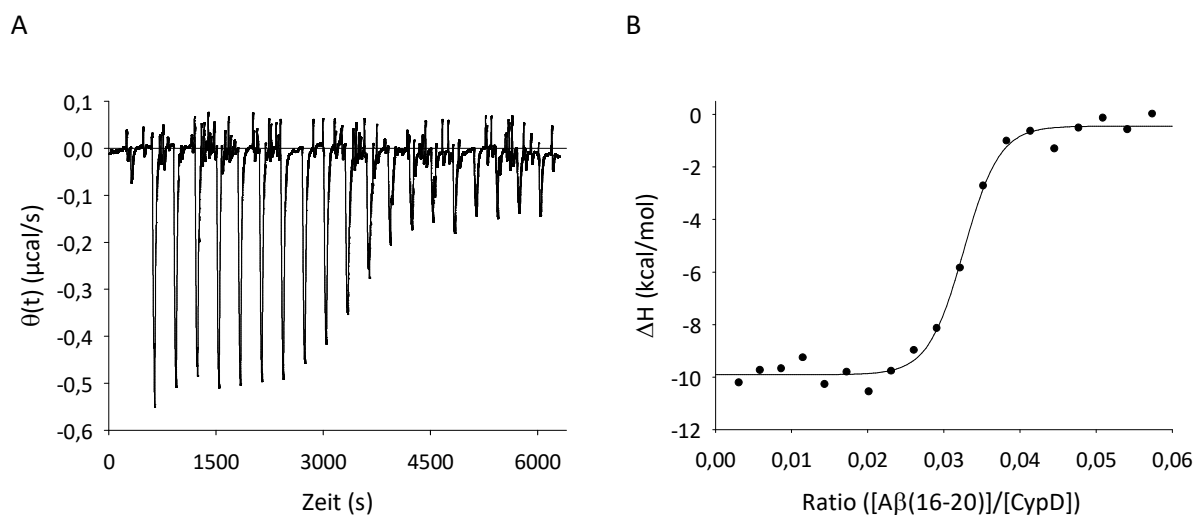 A
B
0,1
0,0
-0,1
-0,2
-0,3
-0,4
-0,5
-0,6
θ(t) (µcal/s)
0 1500 3000 4500 6000
Zeit (s)
0
-2
-4
-6
-8
-10
-12
ΔH (kcal/mol)
0,00 0,01 0,02 0,03 0,04 0,05 0,06
Ratio ([Aβ(16-20)]/[CypD])